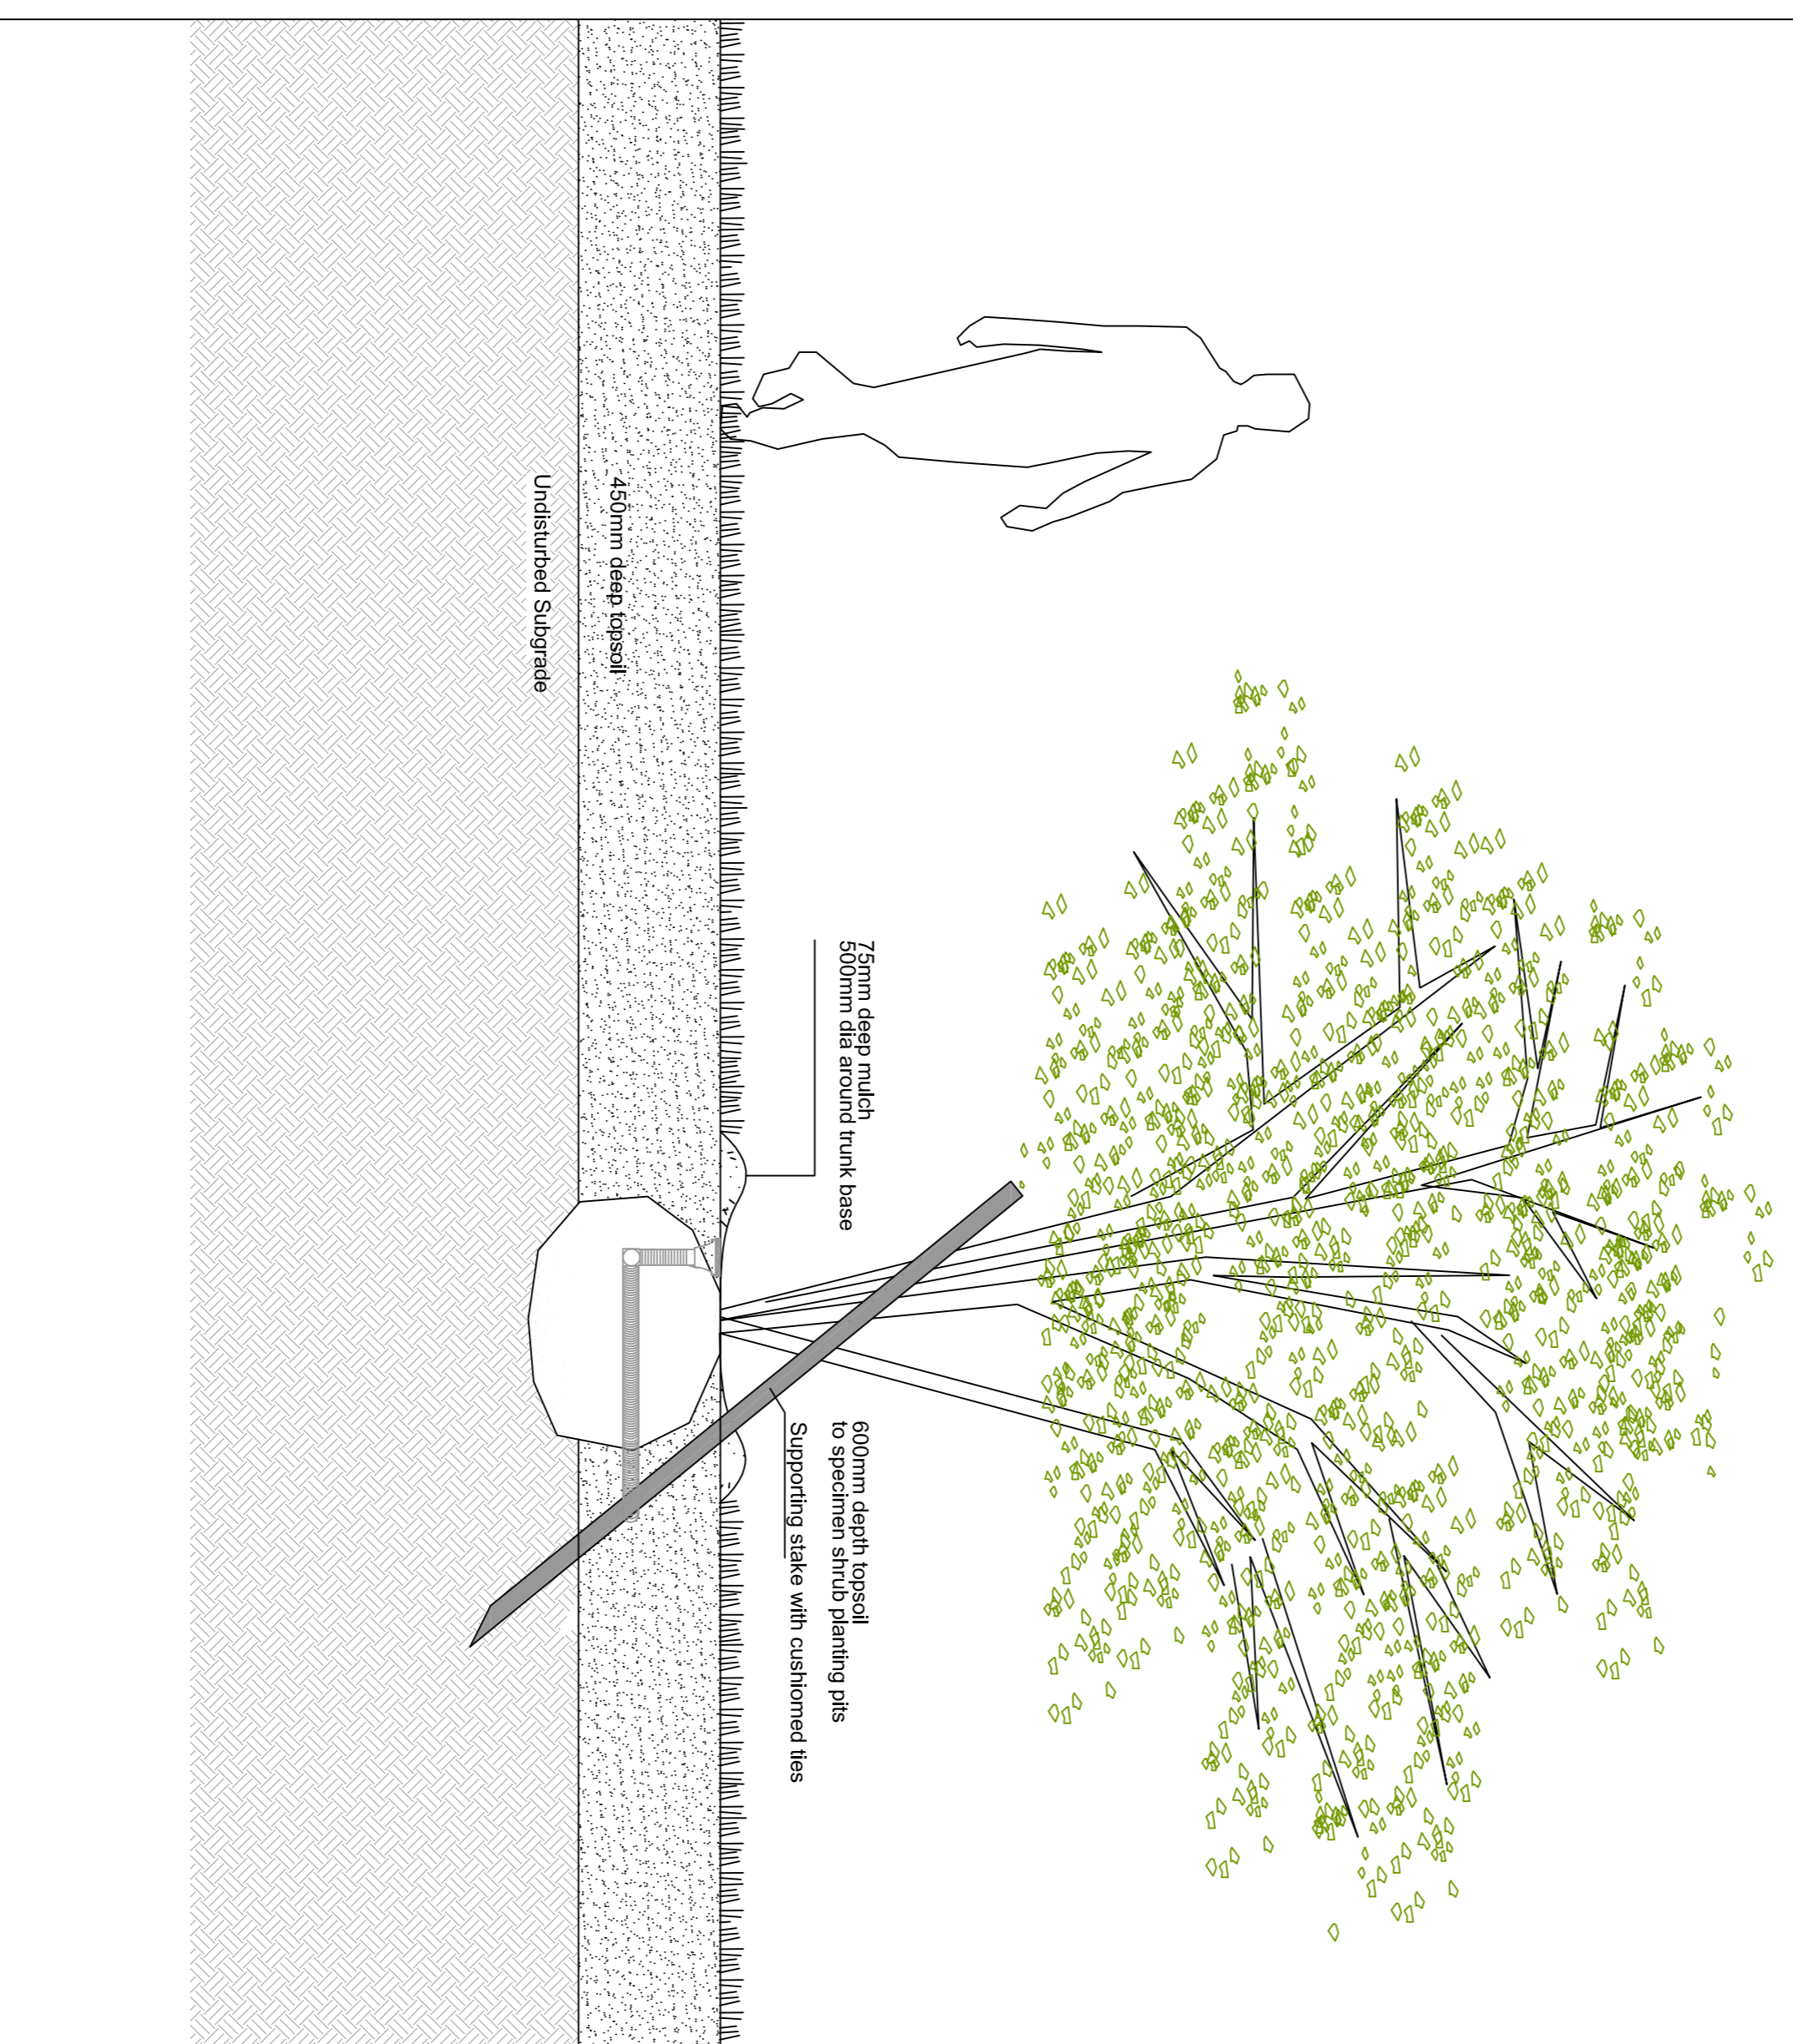 75mm deep mulch
500mm dia around trunk base
600mm depth topsoil
to specimen shrub planting pits
Supporting stake with cushiomed ties
450mm deep topsoil
Undisturbed Subgrade